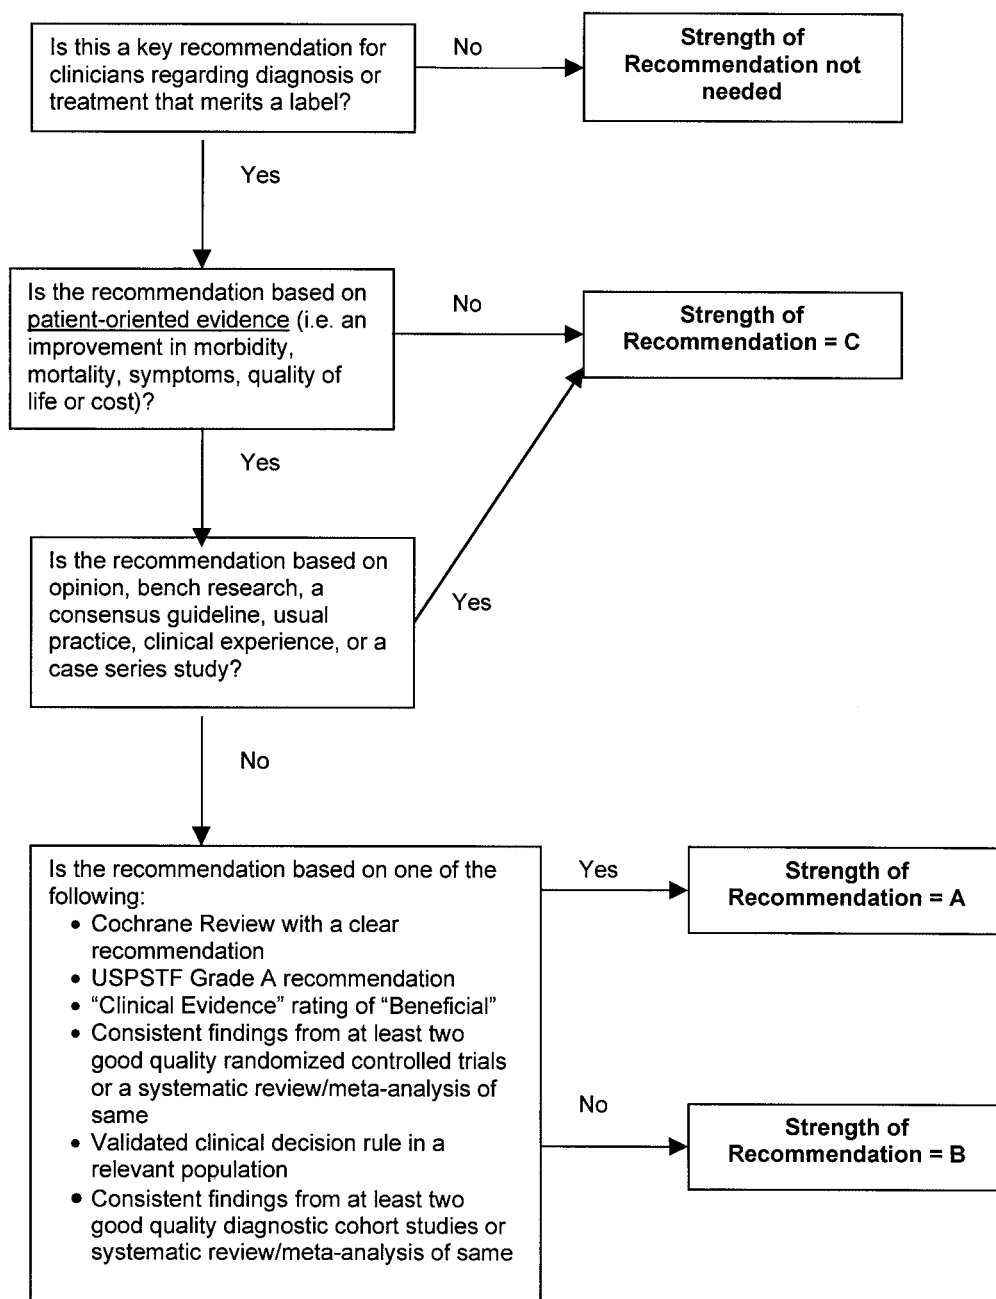 Is this a key recommendation for
clinicians regarding diagnosis or
treatment that merits a label?
No
Strength of
Recommendation not
needed
Yes
Is the recommendation based on
patient-oriented evidence (i.e. an
improvement in morbidity,
mortality, symptoms, quality of
life or cost)?
No
Strength of
Recommendation = C
Yes
Is the recommendation based on
opinion, bench research, a
consensus guideline, usual
practice, clinical experience, or a
case series study?
Yes
No
Is the recommendation based on one of the
following:
• Cochrane Review with a clear
recommendation
• USPSTF Grade A recommendation
• “Clinical Evidence” rating of “Beneficial”
• Consistent findings from at least two
good quality randomized controlled trials
or a systematic review/meta-analysis of
same
• Validated clinical decision rule in a
relevant population
• Consistent findings from at least two
good quality diagnostic cohort studies or
systematic review/meta-analysis of same
Yes
Strength of
Recommendation = A
No
Strength of
Recommendation = B